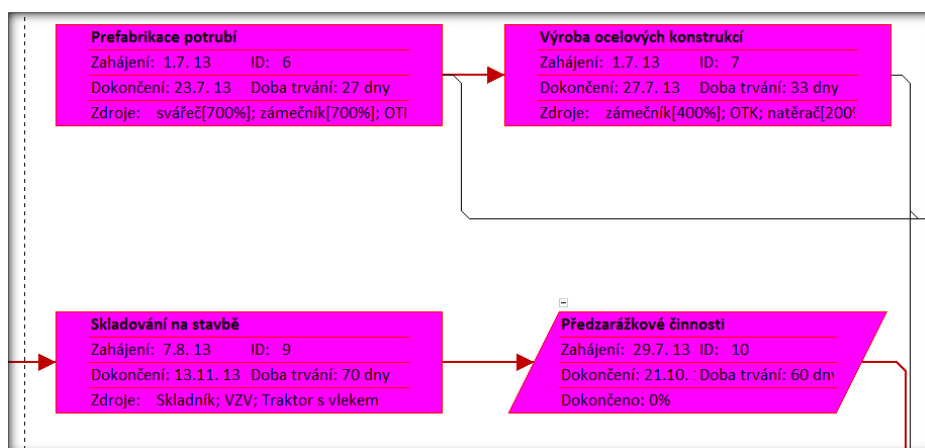 Prefabrikace potrubí
Zahájení: 1.7. 13 ID: 6
Dokončení: 23.7. 13 Doba trvání: 27 dny
Zdroje: svářeč[700%]; zámečník[700%]; OTI
Výroba ocelových konstrukcí
Zahájení: 1.7. 13 ID: 7
Dokončení: 27.7. 13 Doba trvání: 33 dny
Zdroje: zámečník[400%]; OTK; natěrač[200%
Skladování na stavbě
Zahájení: 7.8. 13 ID: 9
Dokončení: 13.11. 13 Doba trvání: 70 dny
Zdroje: Skladník; VZV; Traktor s vlekem
Předzarážkové činnosti
Zahájení: 29.7. 13 ID: 10
Dokončení: 21.10. Doba trvání: 60 dny
Dokončeno: 0%